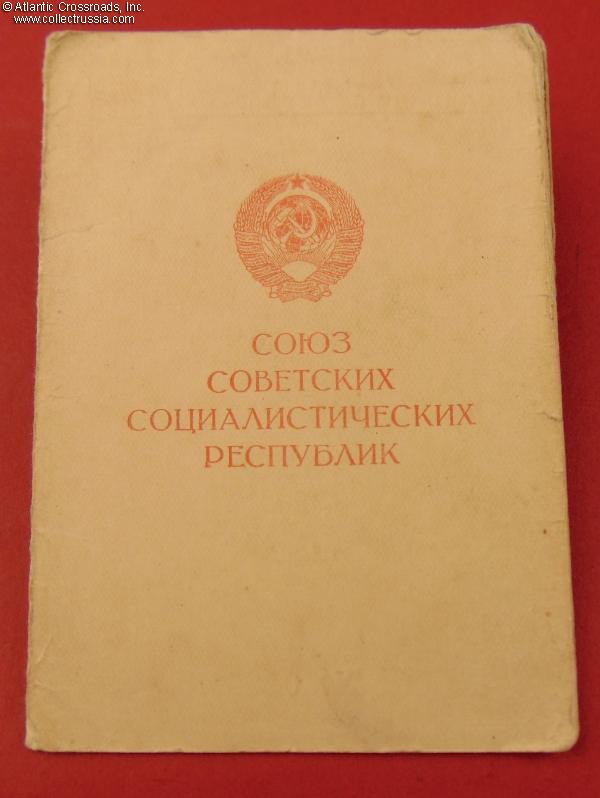 © Atlantic Crossroads, Inc.
www.collectrussia.com
СОЮЗ
СОВЕТСКИХ
СОЦИАЛИСТИЧЕСКИХ
РЕСПУБЛИК